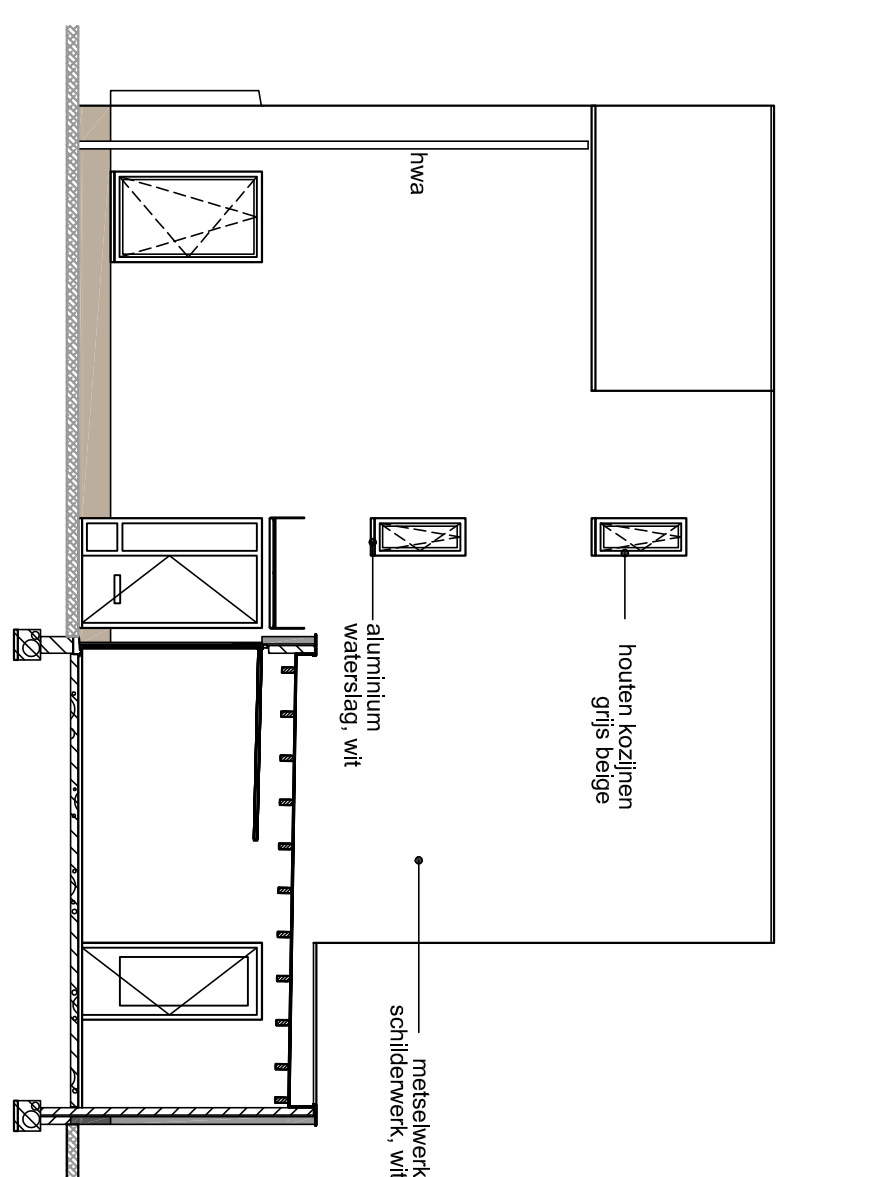 hwa
houten kozijnen
grijs beige
aluminium
waterslag, wit
metselwerk
schilderwerk, wit